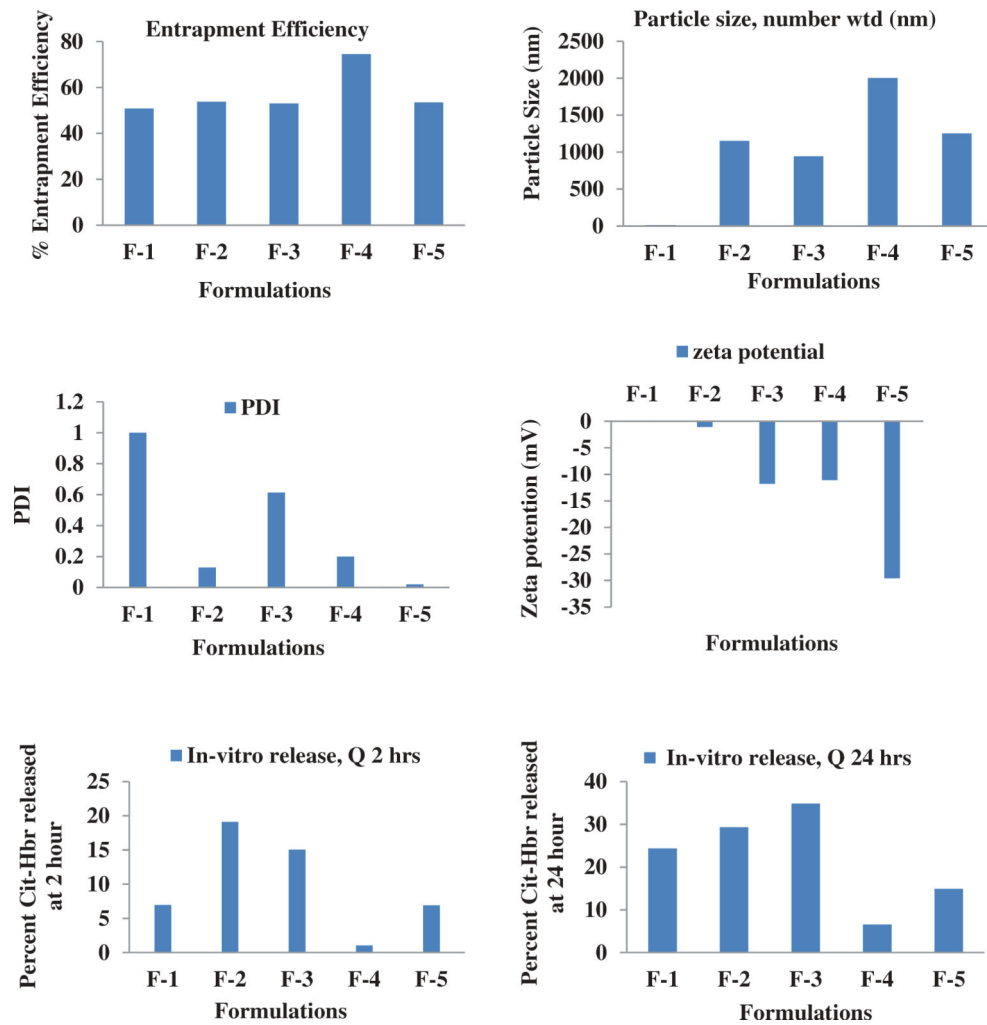 Entrapment Efficiency
% Entrapment Efficiency
80
60
40
20
0
F-1 F-2 F-3 F-4 F-5
Formulations
Particle size, number wtd (nm)
Particle Size (nm)
2500
2000
1500
1000
500
0
F-1 F-2 F-3 F-4 F-5
Formulations
PDI
PDI
1.2
1
0.8
0.6
0.4
0.2
0
F-1 F-2 F-3 F-4 F-5
Formulations
zeta potential
F-1 F-2 F-3 F-4 F-5
Zeta potention (mV)
0
-5
-10
-15
-20
-25
-30
-35
Formulations
In-vitro release, Q 2 hrs
Percent Cit-Hbr released
at 2 hour
25
20
15
10
5
0
F-1 F-2 F-3 F-4 F-5
Formulations
In-vitro release, Q 24 hrs
Percent Cit-Hbr released
at 24 hour
40
30
20
10
0
F-1 F-2 F-3 F-4 F-5
Formulations